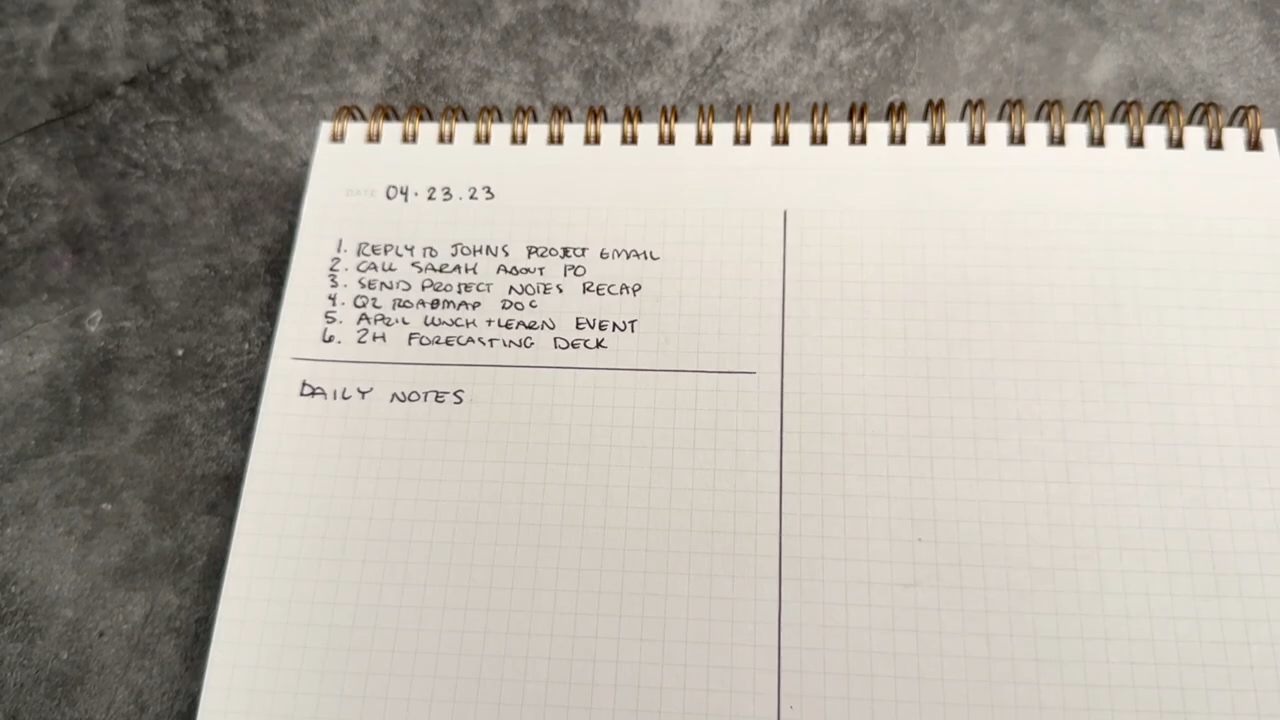 DATE 04.23.23
1. REPLY TO JOHNS PROJECT EMAIL
2. CALL SARAH ABOUT PO
3. SEND PROJECT NOTES RECAP
4. Q2 ROADMAP DOC
5. APRIL LUNCH + LEARN EVENT
6. 2H FORECASTING DECK
DAILY NOTES